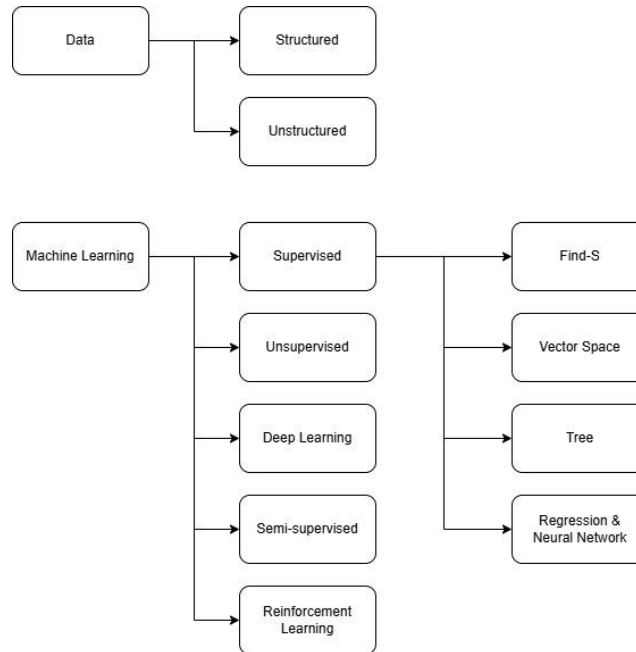 Data
Structured
Unstructured
Machine Learning
Supervised
Find-S
Unsupervised
Vector Space
Deep Learning
Tree
Semi-supervised
Regression &
Neural Network
Reinforcement
Learning